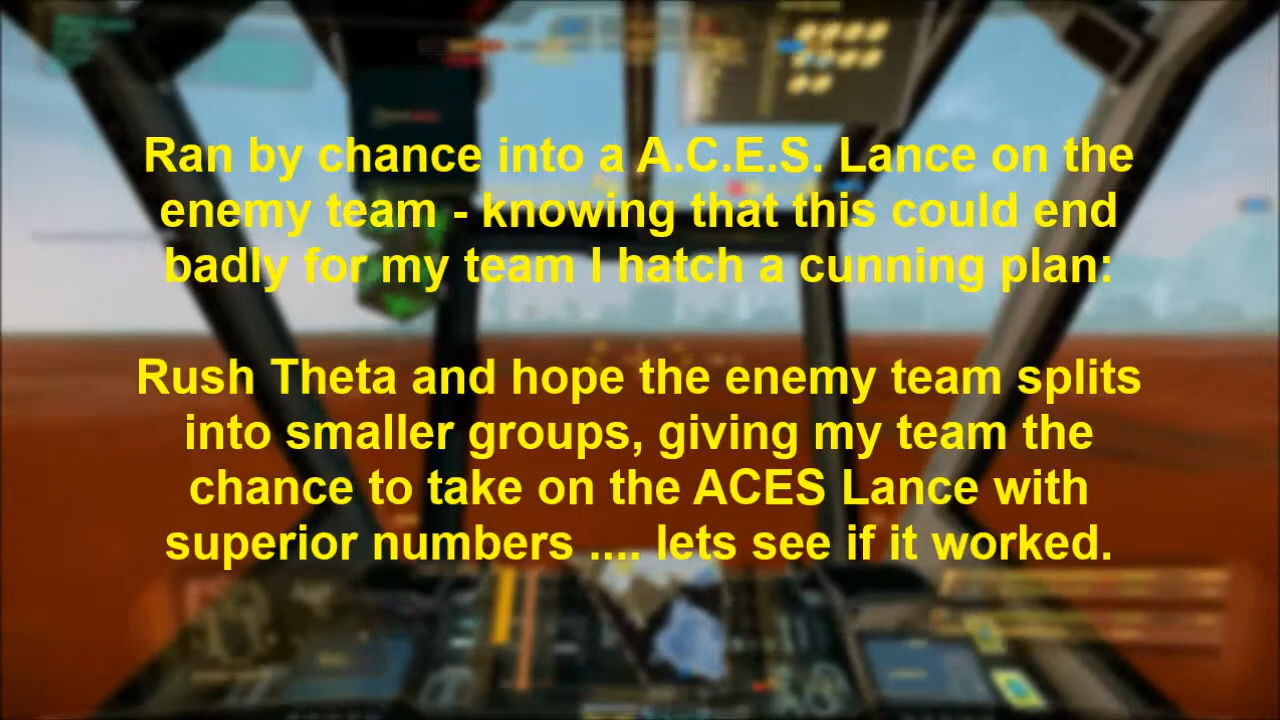 Ran by chance into a A.C.E.S. Lance on the
enemy team - knowing that this could end
badly for my team I hatch a cunning plan:
Rush Theta and hope the enemy team splits
into smaller groups, giving my team the
chance to take on the ACES Lance with
superior numbers .... lets see if it worked.